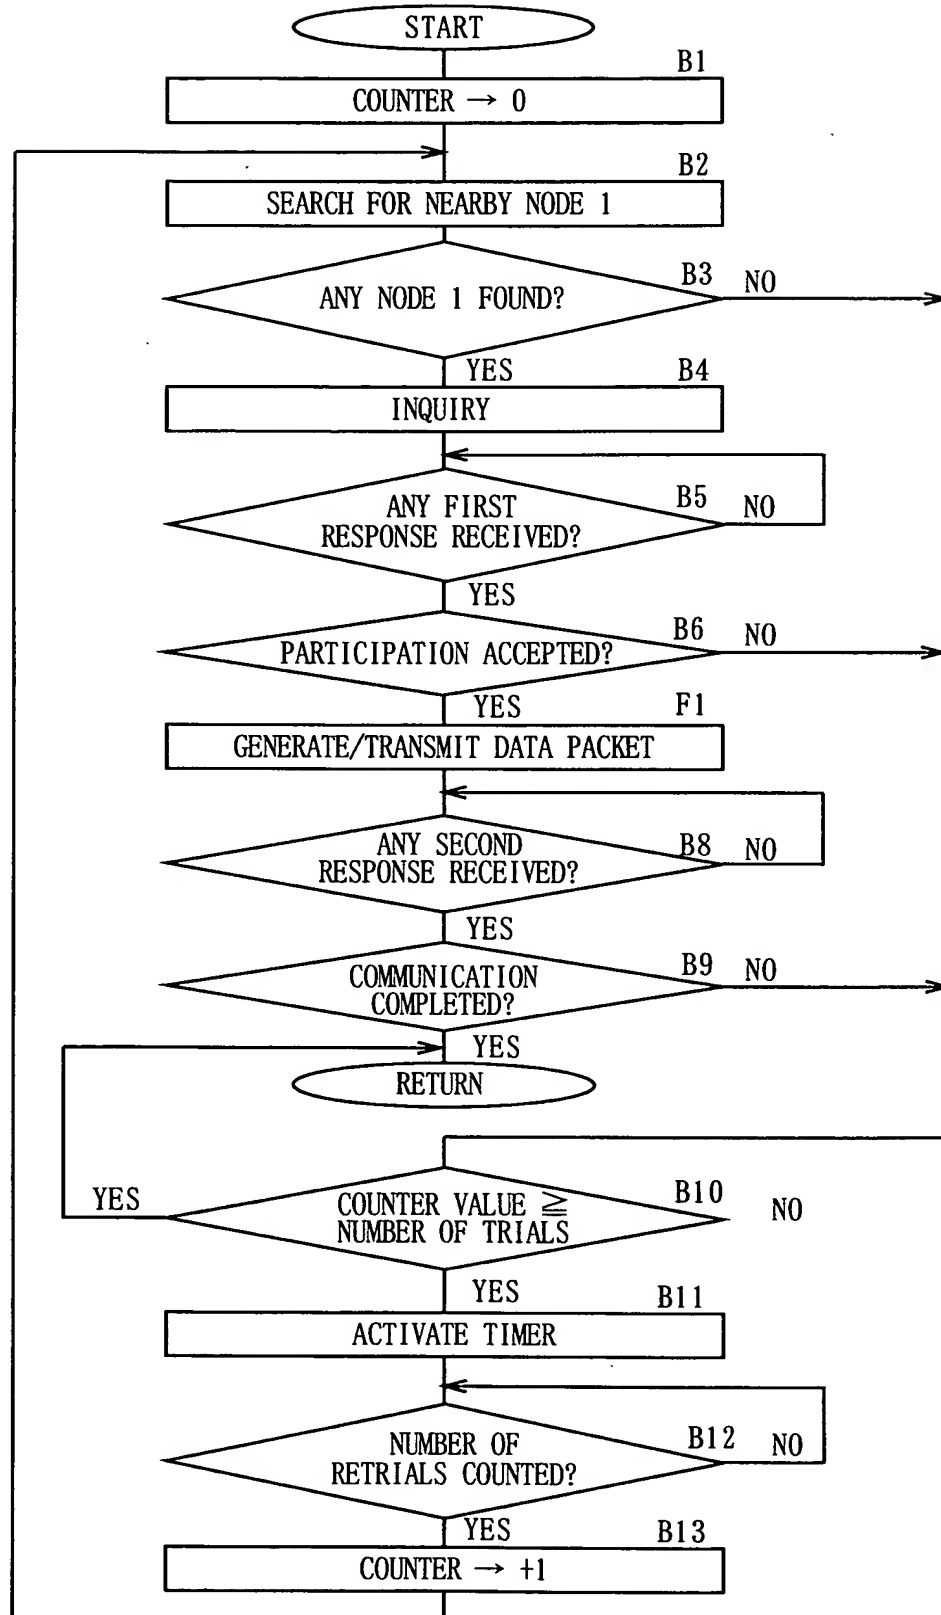 START
B1
COUNTER → 0
B2
SEARCH FOR NEARBY NODE 1
B3 NO
ANY NODE 1 FOUND?
YES
B4
INQUIRY
ANY FIRST
RESPONSE RECEIVED?
B5 NO
YES
B6 NO
PARTICIPATION ACCEPTED?
YES
F1
GENERATE/TRANSMIT DATA PACKET
ANY SECOND
RESPONSE RECEIVED?
B8 NO
YES
COMMUNICATION
COMPLETED?
B9 NO
YES
RETURN
YES
COUNTER VALUE ≧
NUMBER OF TRIALS
B10 NO
YES
B11
ACTIVATE TIMER
NUMBER OF
RETRIALS COUNTED?
B12 NO
YES
B13
COUNTER → +1